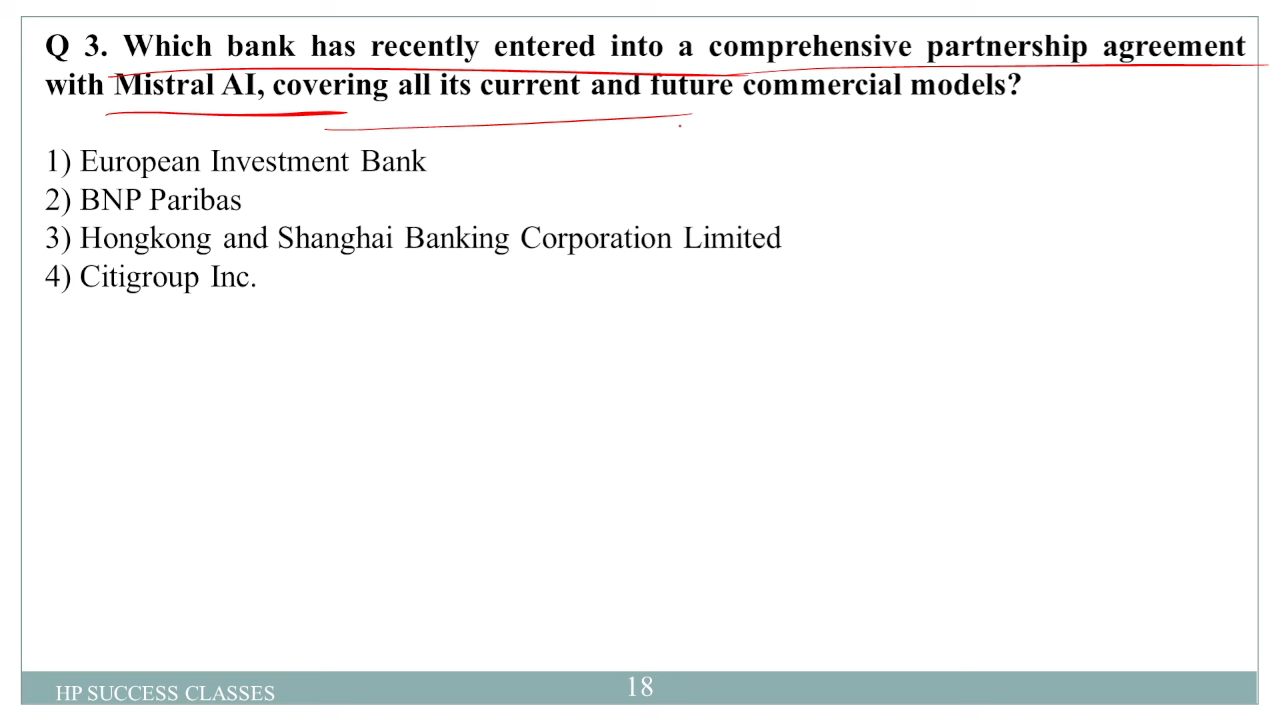 Q 3. Which bank has recently entered into a comprehensive partnership agreement
with Mistral AI, covering all its current and future commercial models?
1) European Investment Bank
2) BNP Paribas
3) Hongkong and Shanghai Banking Corporation Limited
4) Citigroup Inc.
HP SUCCESS CLASSES
18